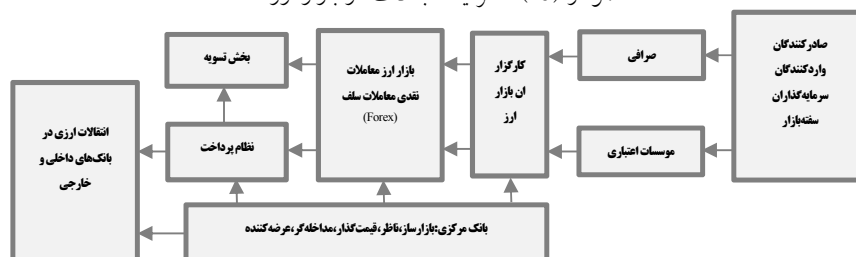 صادرکنندگان
واردکنندگان
سرمایه‌گذاران
سفته‌بازار
صرافی
موسسات اعتباری
کارگزار
ان بازار
ارز
بازار ارز معاملات
نقدی معاملات سلف
(Forex)
بخش تسویه
نظام پرداخت
انتقالات ارزی در
بانک‌های داخلی و
خارجی
بانک مرکزی:بازارساز،ناظر،قیمت‌گذار،مداخله‌گر،عرضه‌کننده